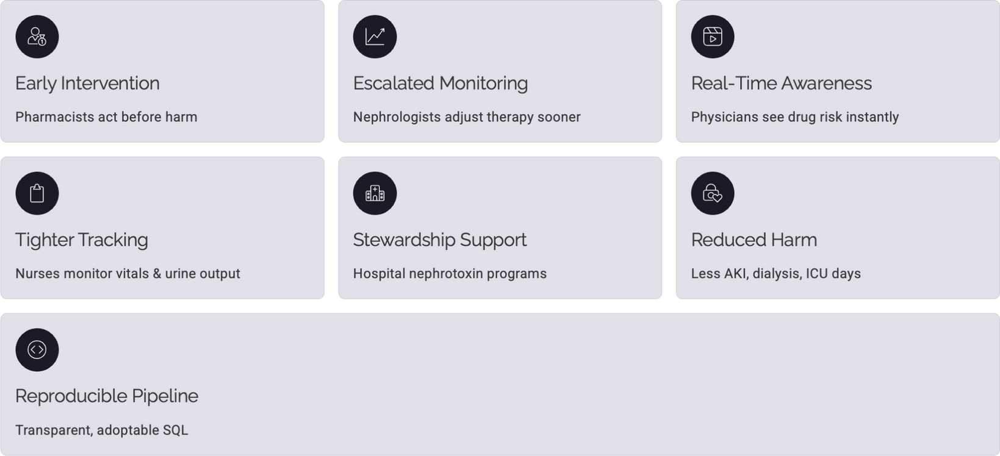 Early Intervention
Pharmacists act before harm
Escalated Monitoring
Nephrologists adjust therapy sooner
Real-Time Awareness
Physicians see drug risk instantly
Tighter Tracking
Nurses monitor vitals & urine output
Stewardship Support
Hospital nephrotoxin programs
Reduced Harm
Less AKI, dialysis, ICU days
Reproducible Pipeline
Transparent, adoptable SQL